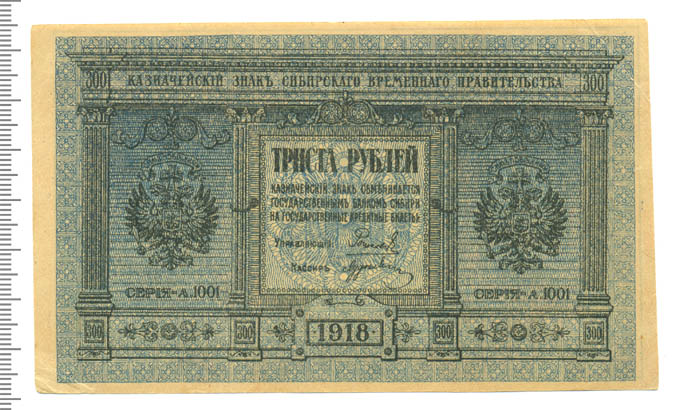 300 КАЗНАЧЕЙСКІЙ ЗНАКЪ СИБИРСКАГО ВРЕМЕННАГО ПРАВИТЕЛЬСТВА 300
ТРИСТА РУБЛЕЙ
КАЗНАЧЕЙСКІЙ ЗНАКЪ ОБМѢНИВАЕТСЯ
ГОСУДАРСТВЕННЫМЪ БАНКОМЪ СИБИРИ
НА ГОСУДАРСТВЕННЫЕ КРЕДИТНЫЕ БИЛЕТЫ.
Управляющій
Кассиръ
СЕРІЯ-А.1001
СЕРІЯ-А.1001
300 300 1918 300 300